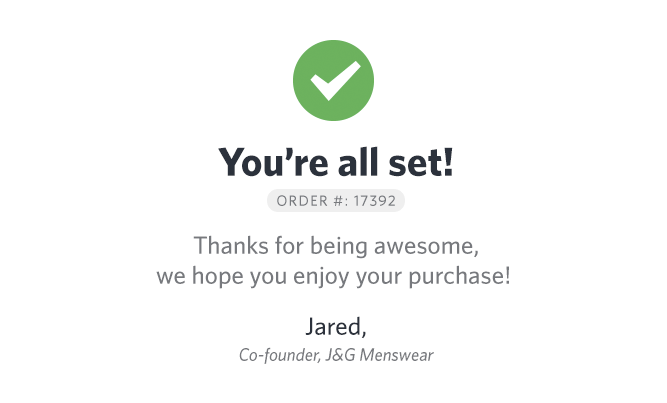 You’re all set!
ORDER #: 17392
Thanks for being awesome,
we hope you enjoy your purchase!
Jared,
Co-founder, J&G Menswear